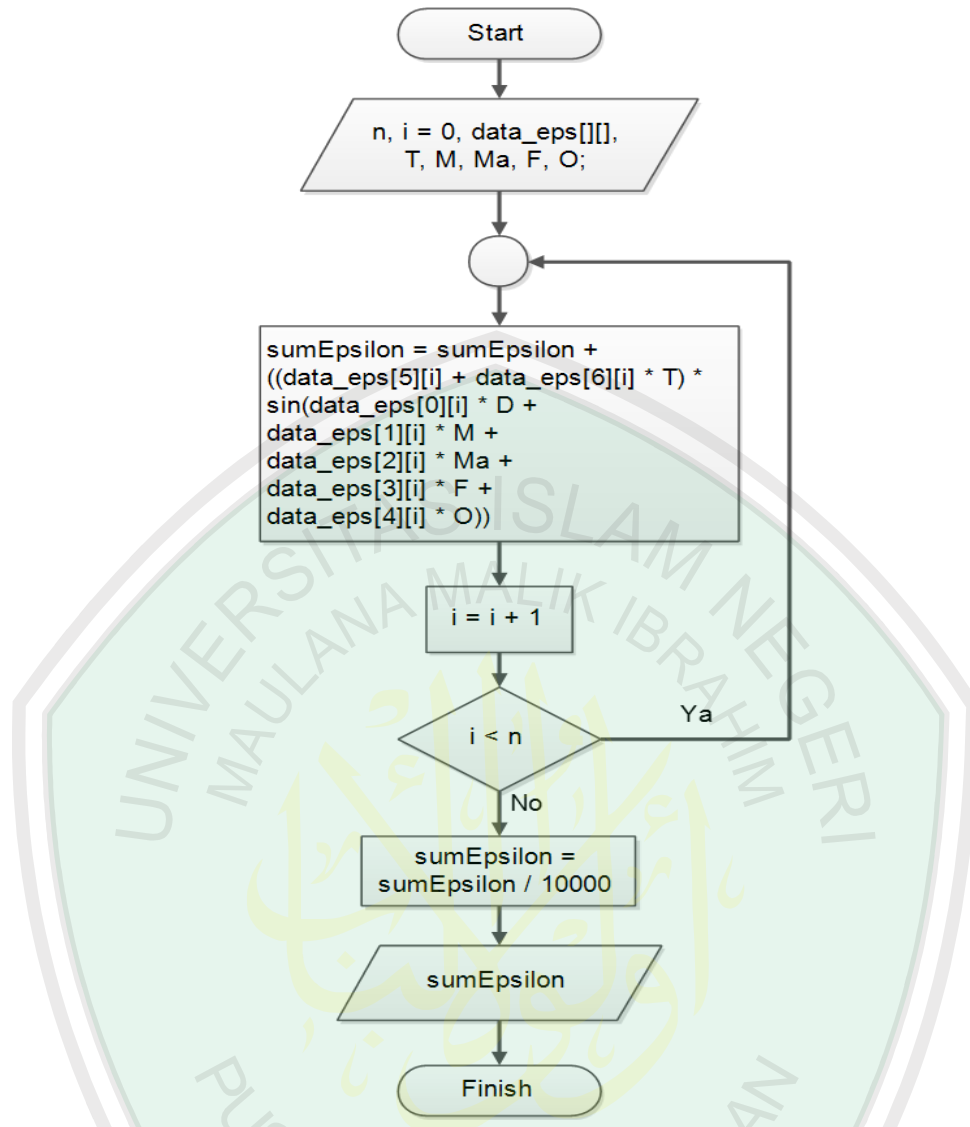 Start
n, i = 0, data_eps[][],
T, M, Ma, F, O;
sumEpsilon = sumEpsilon +
((data_eps[5][i] + data_eps[6][i] * T) *
sin(data_eps[0][i] * D +
data_eps[1][i] * M +
data_eps[2][i] * Ma +
data_eps[3][i] * F +
data_eps[4][i] * O))
i = i + 1
i < n
Ya
No
sumEpsilon =
sumEpsilon / 10000
sumEpsilon
Finish
UNIVERSITAS ISLAM NEGERI
MAULANA MALIK IBRAHIM